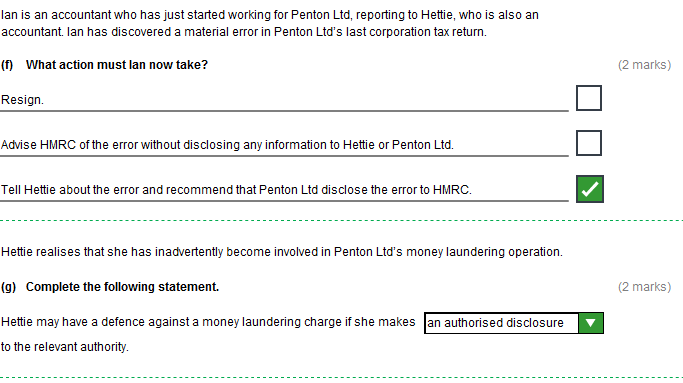 Ian is an accountant who has just started working for Penton Ltd, reporting to Hettie, who is also an
accountant. Ian has discovered a material error in Penton Ltd's last corporation tax return.
(f) What action must Ian now take? (2 marks)
Resign.
Advise HMRC of the error without disclosing any information to Hettie or Penton Ltd.
Tell Hettie about the error and recommend that Penton Ltd disclose the error to HMRC.
Hettie realises that she has inadvertently become involved in Penton Ltd's money laundering operation.
(g) Complete the following statement. (2 marks)
Hettie may have a defence against a money laundering charge if she makes an authorised disclosure
to the relevant authority.